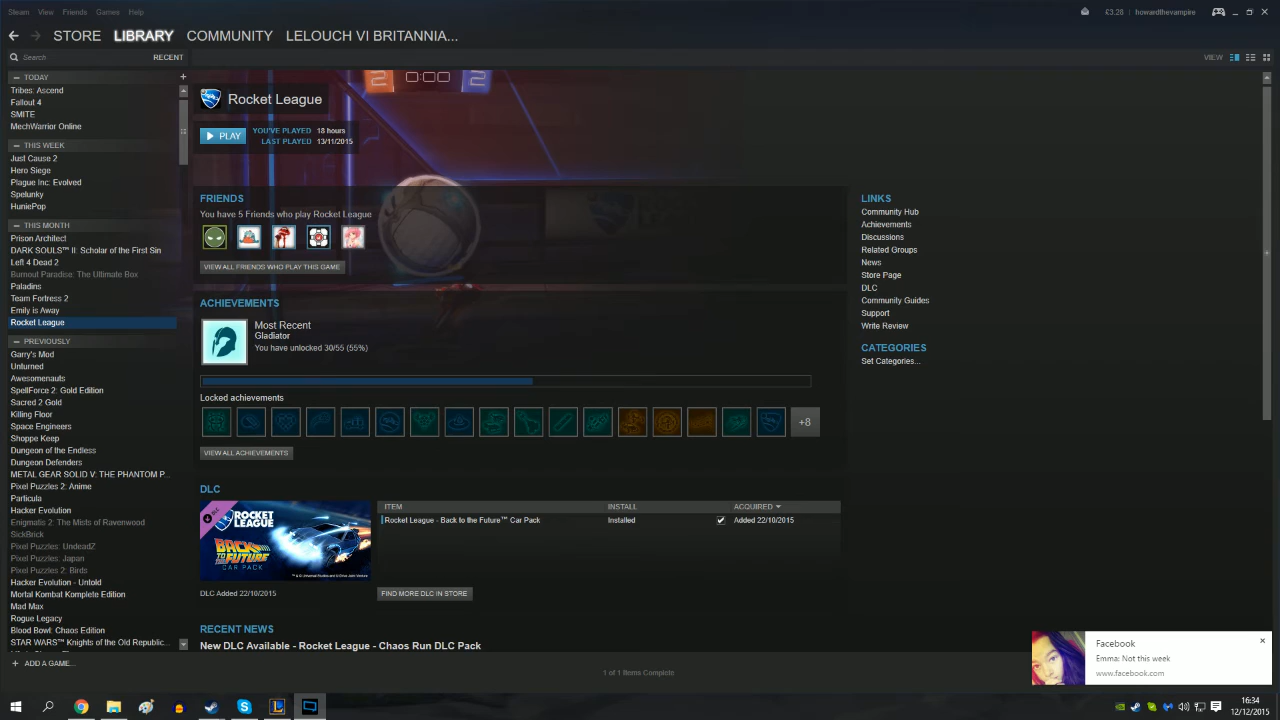 Steam View Friends Games Help
£3.28 howardthevampire
STORE LIBRARY COMMUNITY LELOUCH VI BRITANNIA...
Search RECENT
VIEW
TODAY
Tribes: Ascend
Fallout 4
SMITE
MechWarrior Online
THIS WEEK
Just Cause 2
Hero Siege
Plague Inc: Evolved
Spelunky
HuniePop
THIS MONTH
Prison Architect
DARK SOULS™ II: Scholar of the First Sin
Left 4 Dead 2
Burnout Paradise: The Ultimate Box
Paladins
Team Fortress 2
Emily is Away
Rocket League
PREVIOUSLY
Garry's Mod
Unturned
Awesomenauts
SpellForce 2: Gold Edition
Sacred 2 Gold
Killing Floor
Space Engineers
Shoppe Keep
Dungeon of the Endless
Dungeon Defenders
METAL GEAR SOLID V: THE PHANTOM P...
Pixel Puzzles 2: Anime
Particula
Hacker Evolution
Enigmatis 2: The Mists of Ravenwood
SickBrick
Pixel Puzzles: UndeadZ
Pixel Puzzles: Japan
Pixel Puzzles 2: Birds
Hacker Evolution - Untold
Mortal Kombat Komplete Edition
Mad Max
Rogue Legacy
Blood Bowl: Chaos Edition
STAR WARS™ Knights of the Old Republic...
ADD A GAME...
2 0:00 2
Rocket League
PLAY
YOU'VE PLAYED 18 hours
LAST PLAYED 13/11/2015
FRIENDS
You have 5 Friends who play Rocket League
VIEW ALL FRIENDS WHO PLAY THIS GAME
ACHIEVEMENTS
Most Recent
Gladiator
You have unlocked 30/55 (55%)
Locked achievements
+8
VIEW ALL ACHIEVEMENTS
DLC
DLC
ROCKET LEAGUE
BACK TO THE FUTURE
CAR PACK
DLC Added 22/10/2015
ITEM INSTALL ACQUIRED
Rocket League - Back to the Future™ Car Pack Installed Added 22/10/2015
FIND MORE DLC IN STORE
RECENT NEWS
New DLC Available - Rocket League - Chaos Run DLC Pack
LINKS
Community Hub
Achievements
Discussions
Related Groups
News
Store Page
DLC
Community Guides
Support
Write Review
CATEGORIES
Set Categories...
1 of 1 Items Complete
Facebook
Emma: Not this week
www.facebook.com
16:34
12/12/2015